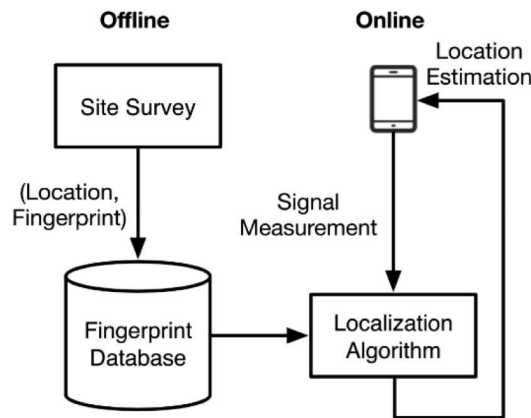 Offline
Online
Site Survey
Location
Estimation
(Location,
Fingerprint)
Signal
Measurement
Fingerprint
Database
Localization
Algorithm